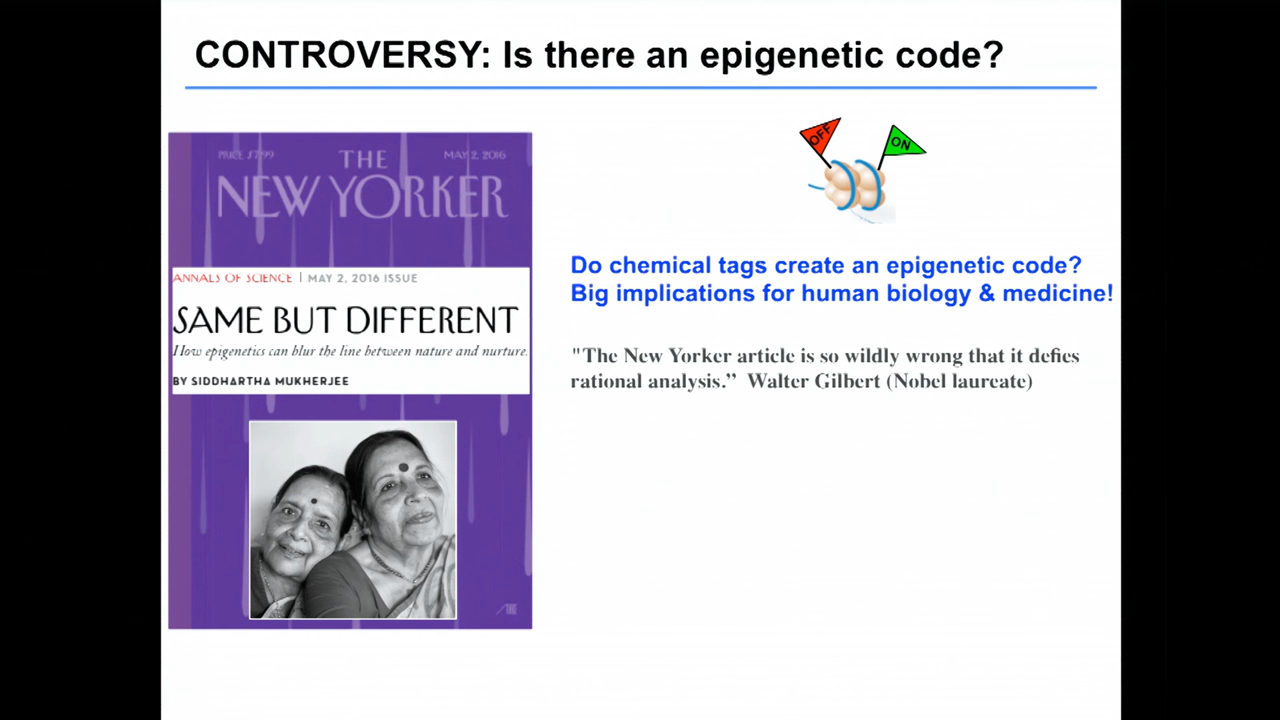 CONTROVERSY: Is there an epigenetic code?
PRICE $7.99
THE
MAY 2, 2016
NEW YORKER
ANNALS OF SCIENCE | MAY 2, 2016 ISSUE
SAME BUT DIFFERENT
How epigenetics can blur the line between nature and nurture.
BY SIDDHARTHA MUKHERJEE
OFF
ON
Do chemical tags create an epigenetic code?
Big implications for human biology & medicine!
"The New Yorker article is so wildly wrong that it defies
rational analysis.” Walter Gilbert (Nobel laureate)